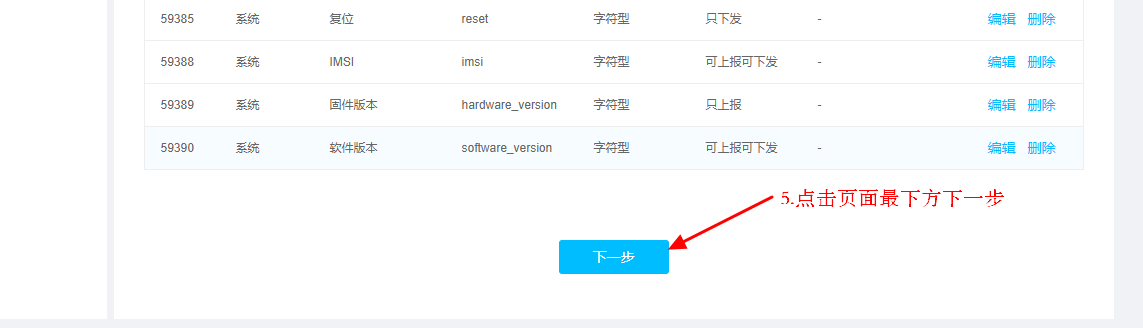 59385 系统 复位 reset 字符型 只下发 - 编辑 删除
59388 系统 IMSI imsi 字符型 可上报可下发 - 编辑 删除
59389 系统 固件版本 hardware_version 字符型 只上报 - 编辑 删除
59390 系统 软件版本 software_version 字符型 可上报可下发 - 编辑 删除
5.点击页面最下方下一步
下一步